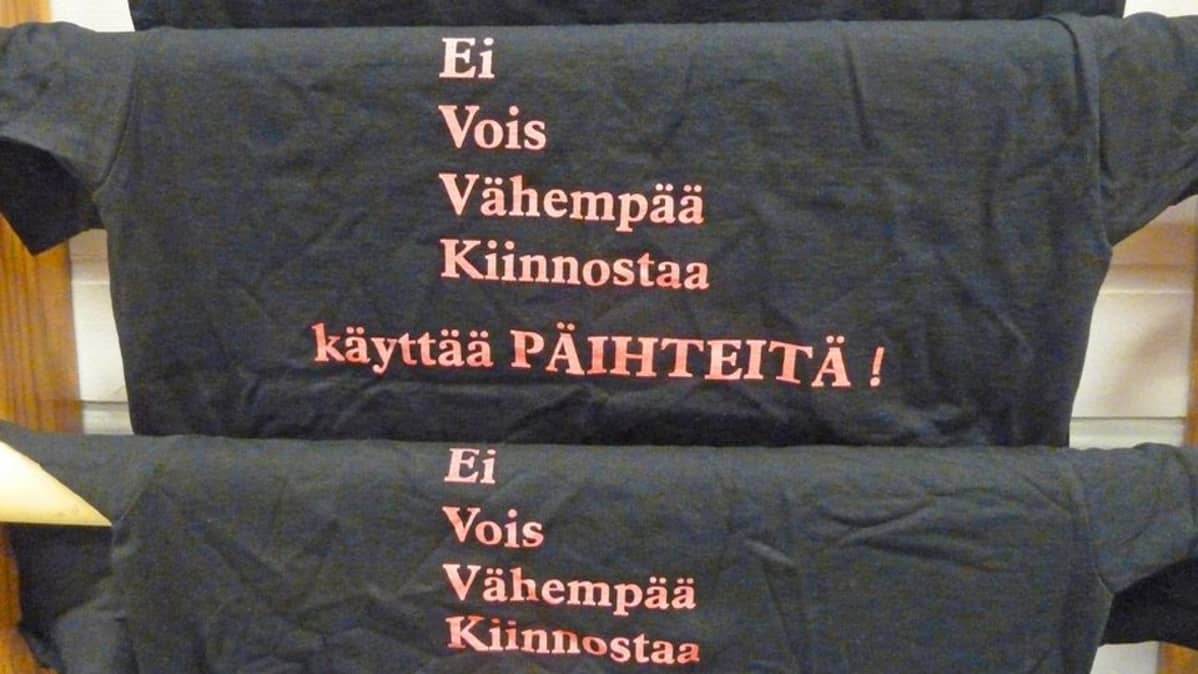 Ei
Vois
Vähempää
Kiinnostaa
käyttää PÄIHTEITÄ !
Ei
Vois
Vähempää
Kiinnostaa